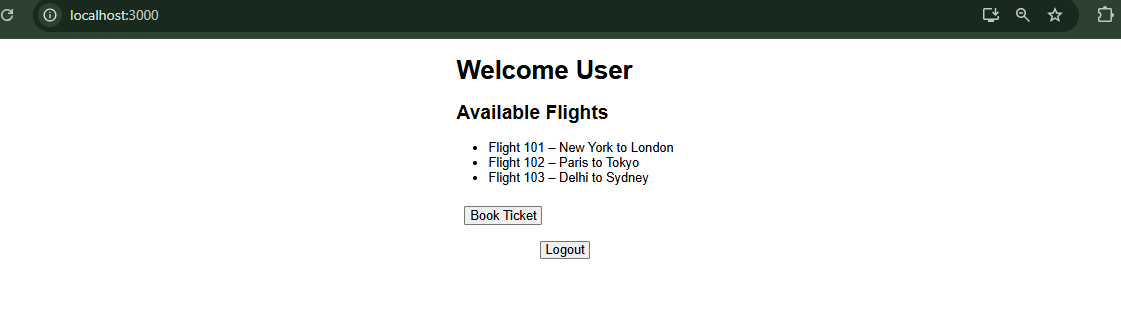 localhost:3000
Welcome User
Available Flights
• Flight 101 – New York to London
• Flight 102 – Paris to Tokyo
• Flight 103 – Delhi to Sydney
Book Ticket
Logout